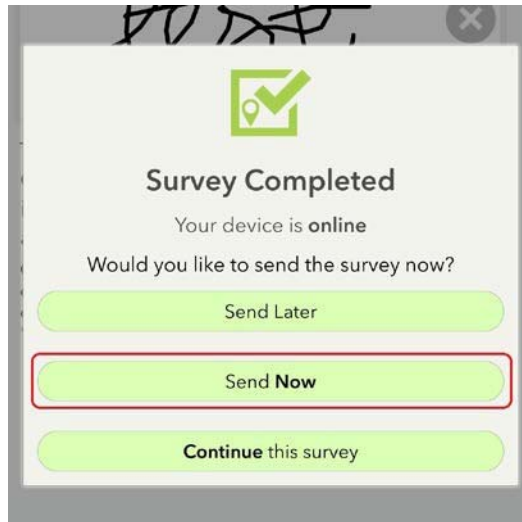 Survey Completed
Your device is online
Would you like to send the survey now?
Send Later
Send Now
Continue this survey